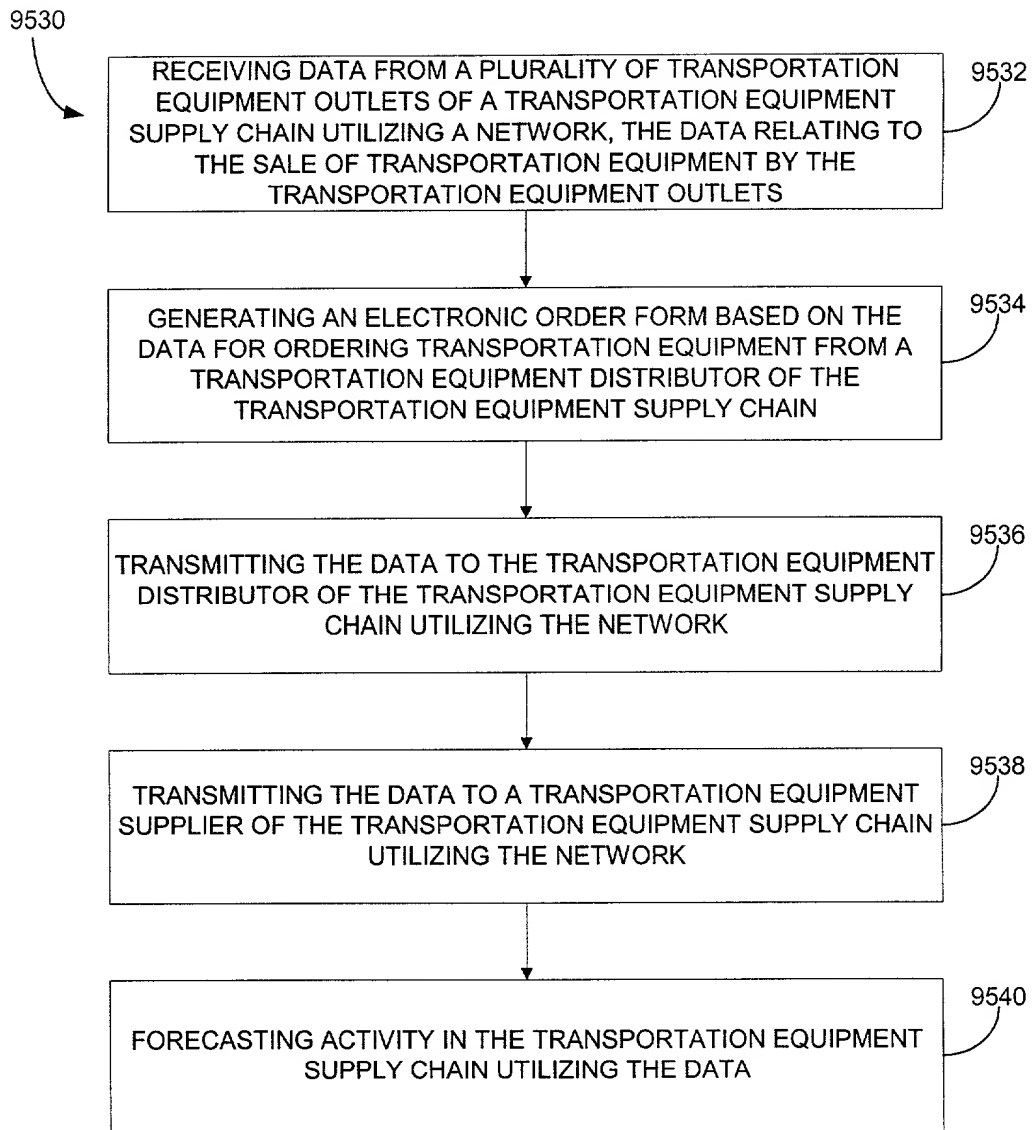 9530
RECEIVING DATA FROM A PLURALITY OF TRANSPORTATION
EQUIPMENT OUTLETS OF A TRANSPORTATION EQUIPMENT
SUPPLY CHAIN UTILIZING A NETWORK, THE DATA RELATING TO
THE SALE OF TRANSPORTATION EQUIPMENT BY THE
TRANSPORTATION EQUIPMENT OUTLETS
9532
GENERATING AN ELECTRONIC ORDER FORM BASED ON THE
DATA FOR ORDERING TRANSPORTATION EQUIPMENT FROM A
TRANSPORTATION EQUIPMENT DISTRIBUTOR OF THE
TRANSPORTATION EQUIPMENT SUPPLY CHAIN
9534
TRANSMITTING THE DATA TO THE TRANSPORTATION EQUIPMENT
DISTRIBUTOR OF THE TRANSPORTATION EQUIPMENT SUPPLY
CHAIN UTILIZING THE NETWORK
9536
TRANSMITTING THE DATA TO A TRANSPORTATION EQUIPMENT
SUPPLIER OF THE TRANSPORTATION EQUIPMENT SUPPLY CHAIN
UTILIZING THE NETWORK
9538
FORECASTING ACTIVITY IN THE TRANSPORTATION EQUIPMENT
SUPPLY CHAIN UTILIZING THE DATA
9540